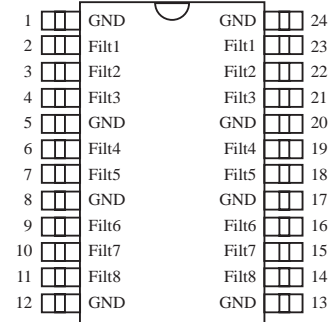 1 GND GND 24
2 Filt1 Filt1 23
3 Filt2 Filt2 22
4 Filt3 Filt3 21
5 GND GND 20
6 Filt4 Filt4 19
7 Filt5 Filt5 18
8 GND GND 17
9 Filt6 Filt6 16
10 Filt7 Filt7 15
11 Filt8 Filt8 14
12 GND GND 13